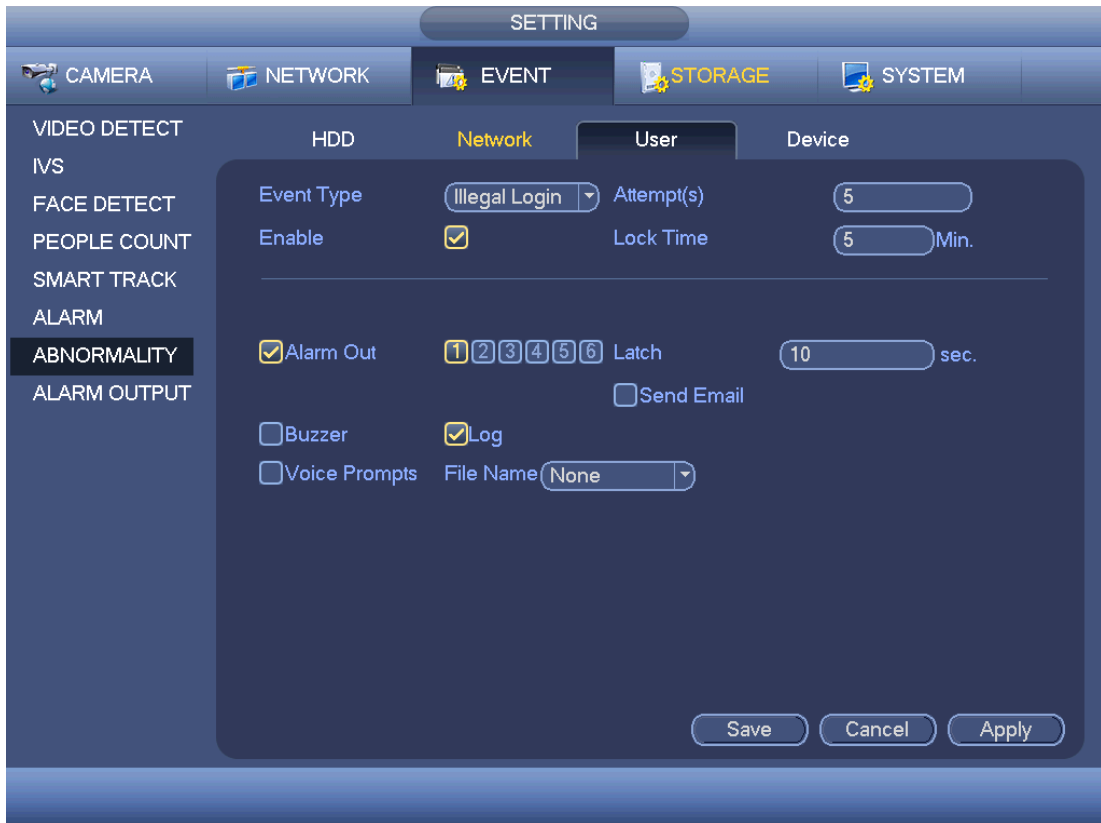 SETTING
CAMERA NETWORK EVENT STORAGE SYSTEM
VIDEO DETECT
IVS
FACE DETECT
PEOPLE COUNT
SMART TRACK
ALARM
ABNORMALITY
ALARM OUTPUT
HDD Network User Device
Event Type Illegal Login Attempt(s) 5
Enable Lock Time 5 Min.
Alarm Out 1 2 3 4 5 6 Latch 10 sec.
Send Email
Buzzer Log
Voice Prompts File Name None
Save Cancel Apply